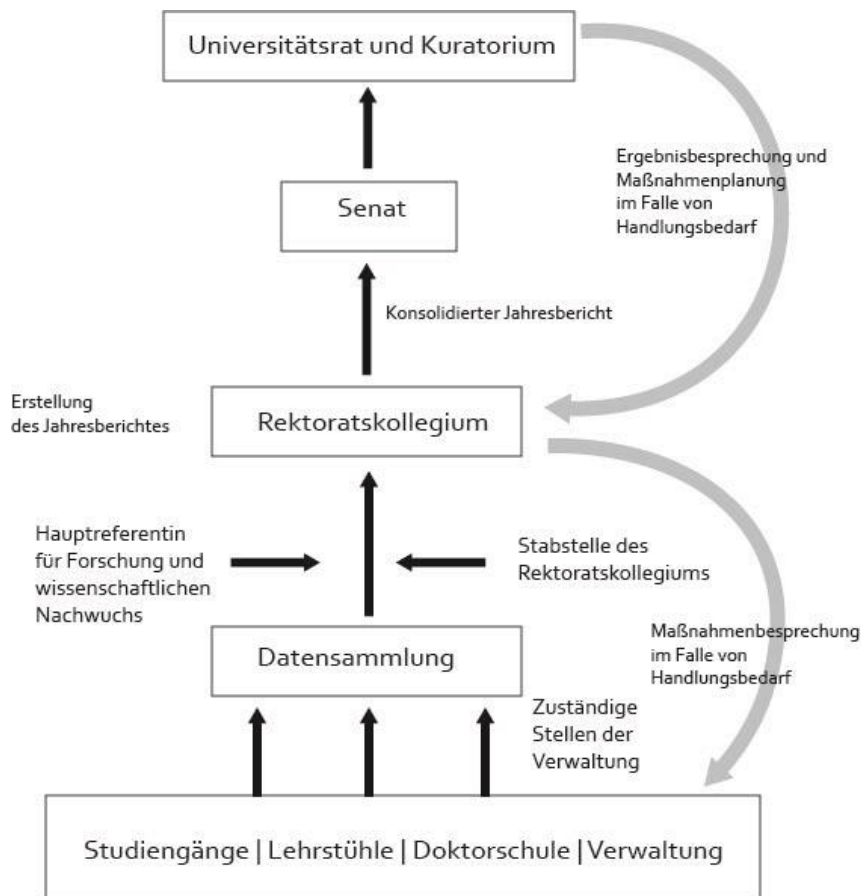 Universitätsrat und Kuratorium
Ergebnisbesprechung und
Maßnahmenplanung
im Falle von
Handlungsbedarf
Senat
Konsolidierter Jahresbericht
Erstellung
des Jahresberichtes
Rektoratskollegium
Hauptreferentin
für Forschung und
wissenschaftlichen
Nachwuchs
Stabstelle des
Rektoratskollegiums
Maßnahmenbesprechung
im Falle von
Handlungsbedarf
Datensammlung
Zuständige
Stellen der
Verwaltung
Studiengänge | Lehrstühle | Doktorschule | Verwaltung